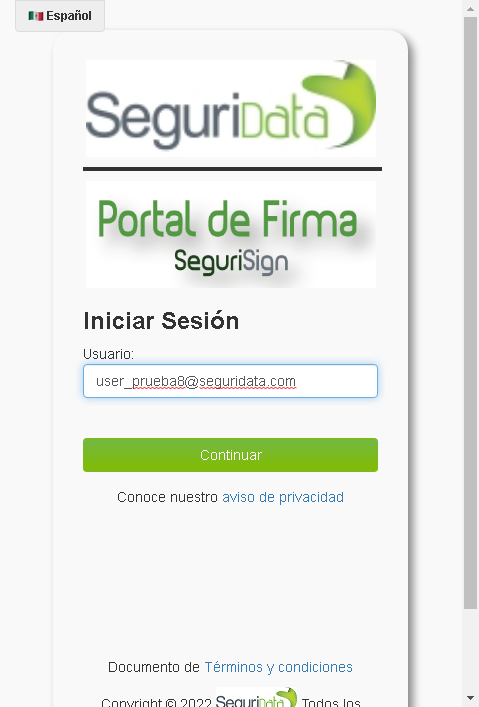 Español
SeguriData
Portal de Firma
SeguriSign
Iniciar Sesión
Usuario:
user_prueba8@seguridata.com
Continuar
Conoce nuestro aviso de privacidad
Documento de Términos y condiciones
Copyright © 2022 SeguriData Todos los